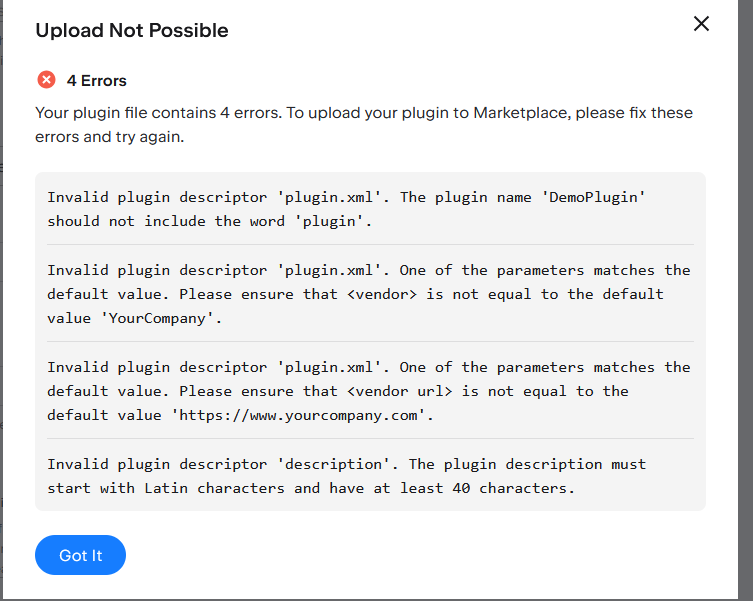 Upload Not Possible
4 Errors
Your plugin file contains 4 errors. To upload your plugin to Marketplace, please fix these
errors and try again.
Invalid plugin descriptor 'plugin.xml'. The plugin name 'DemoPlugin'
should not include the word 'plugin'.
Invalid plugin descriptor 'plugin.xml'. One of the parameters matches the
default value. Please ensure that <vendor> is not equal to the default
value 'YourCompany'.
Invalid plugin descriptor 'plugin.xml'. One of the parameters matches the
default value. Please ensure that <vendor url> is not equal to the
default value 'https://www.yourcompany.com'.
Invalid plugin descriptor 'description'. The plugin description must
start with Latin characters and have at least 40 characters.
Got It